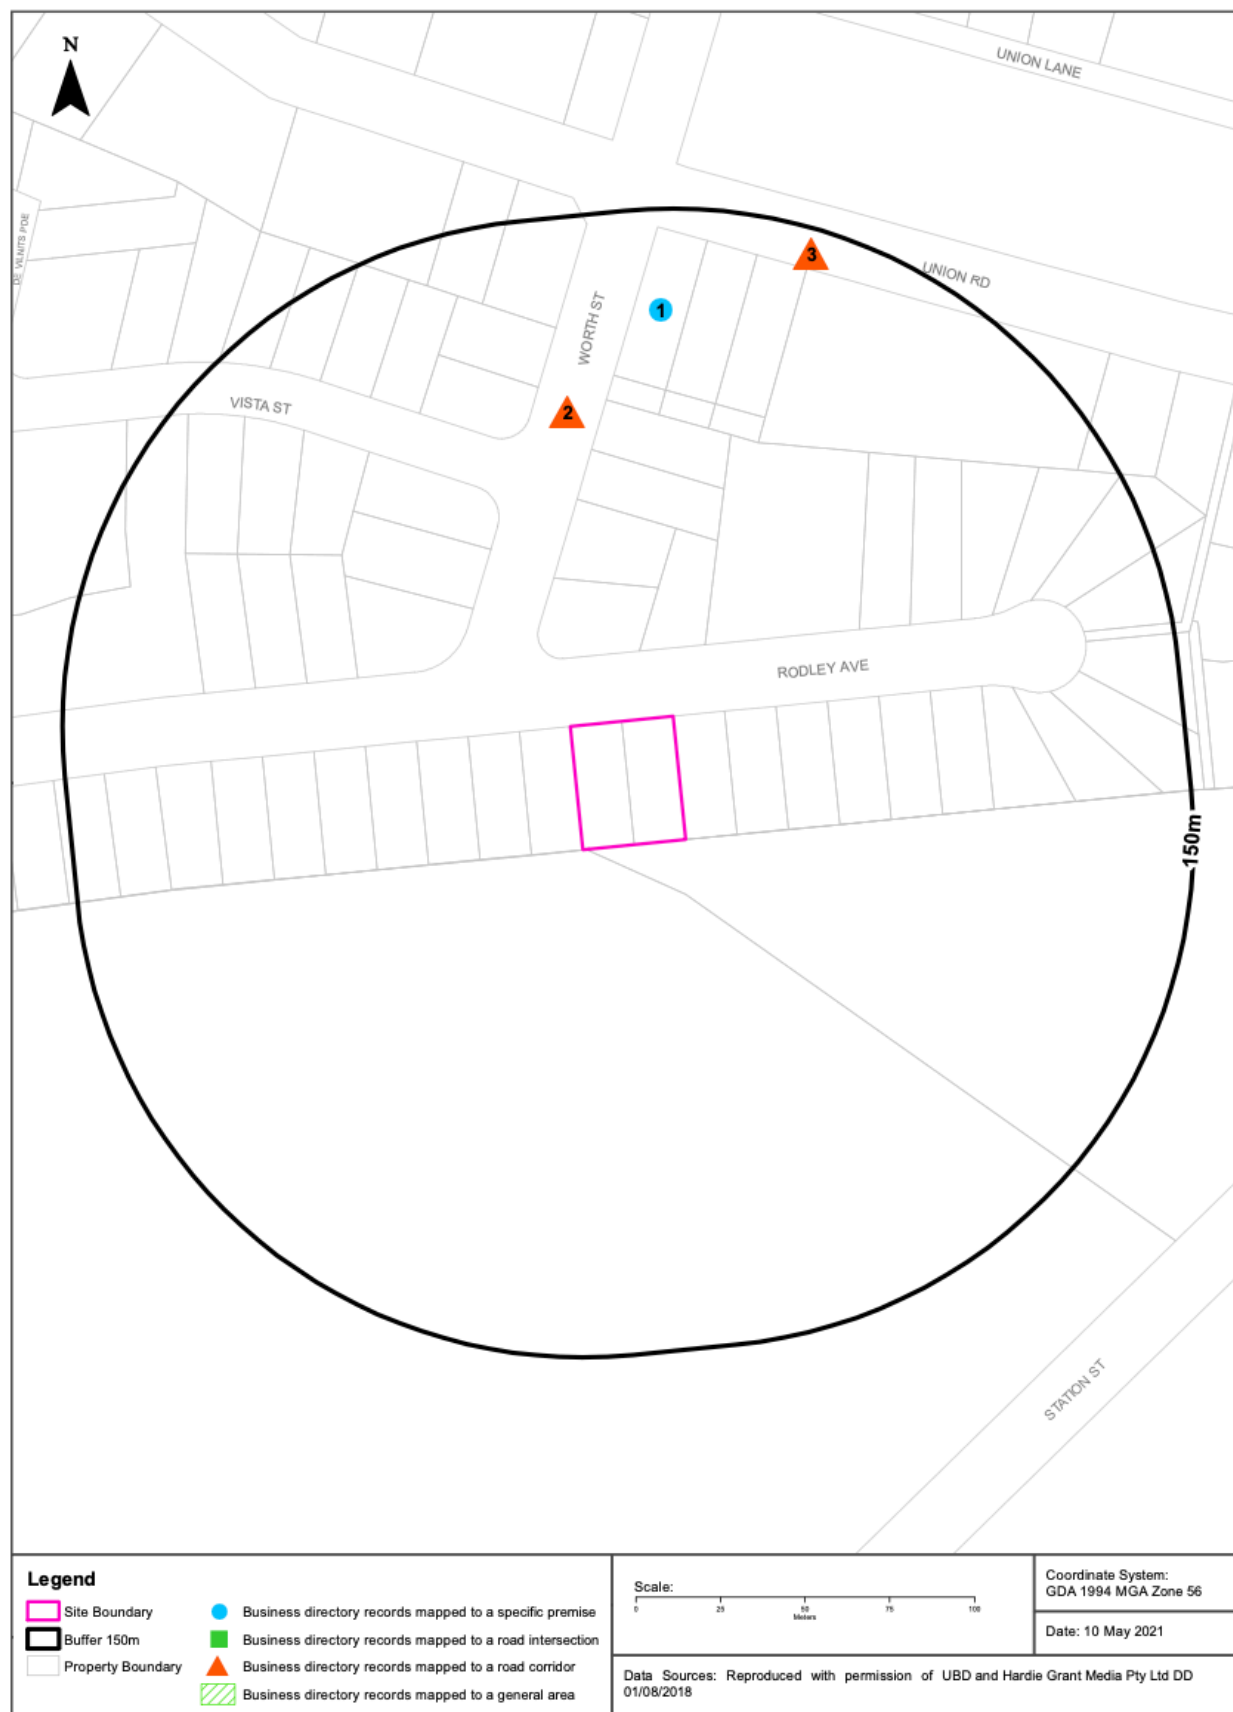 N
UNION LANE
DE VILNITS PDE
3
UNION RD
1
WORTH ST
VISTA ST
2
RODLEY AVE
150m
STATION ST
Legend
Site Boundary
Buffer 150m
Property Boundary
Business directory records mapped to a specific premise
Business directory records mapped to a road intersection
Business directory records mapped to a road corridor
Business directory records mapped to a general area
Scale:
0 25 50 75 100
Meters
Coordinate System:
GDA 1994 MGA Zone 56
Date: 10 May 2021
Data Sources: Reproduced with permission of UBD and Hardie Grant Media Pty Ltd DD
01/08/2018